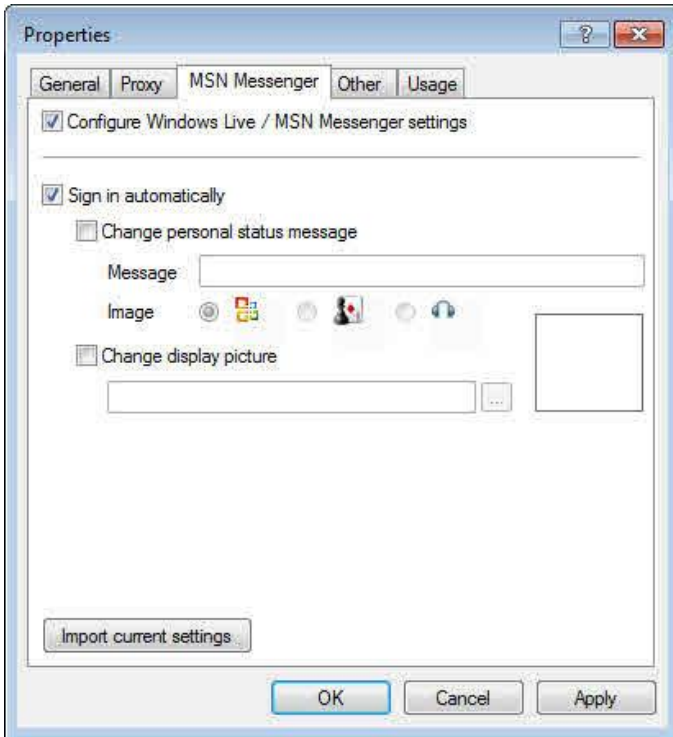 Properties
General Proxy MSN Messenger Other Usage
Configure Windows Live / MSN Messenger settings
Sign in automatically
Change personal status message
Message
Image
Change display picture
...
Import current settings
OK Cancel Apply